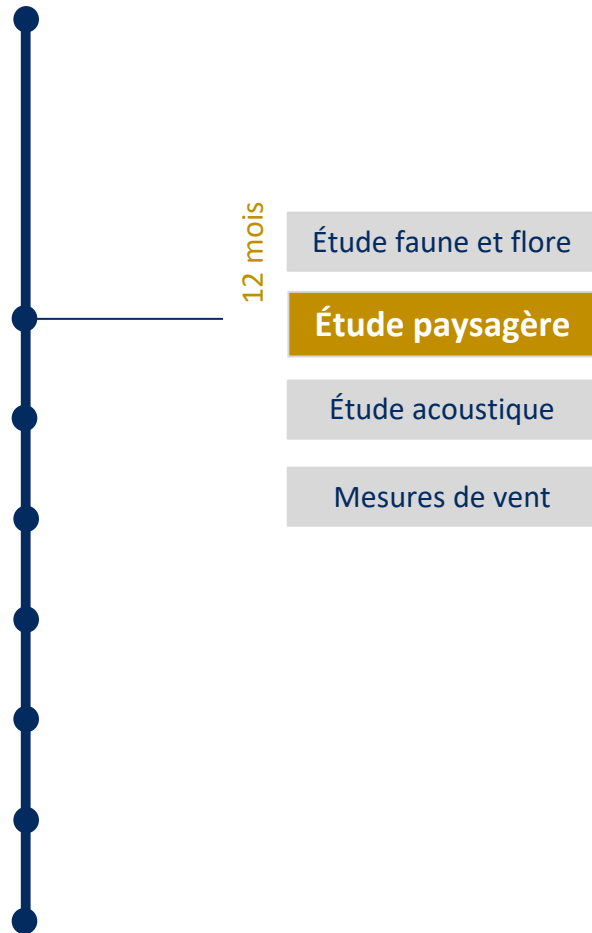 12 mois
Étude faune et flore
Étude paysagère
Étude acoustique
Mesures de vent